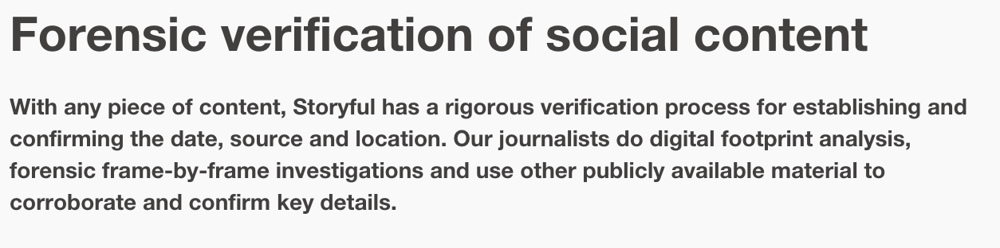 Forensic verification of social content
With any piece of content, Storyful has a rigorous verification process for establishing and
confirming the date, source and location. Our journalists do digital footprint analysis,
forensic frame-by-frame investigations and use other publicly available material to
corroborate and confirm key details.